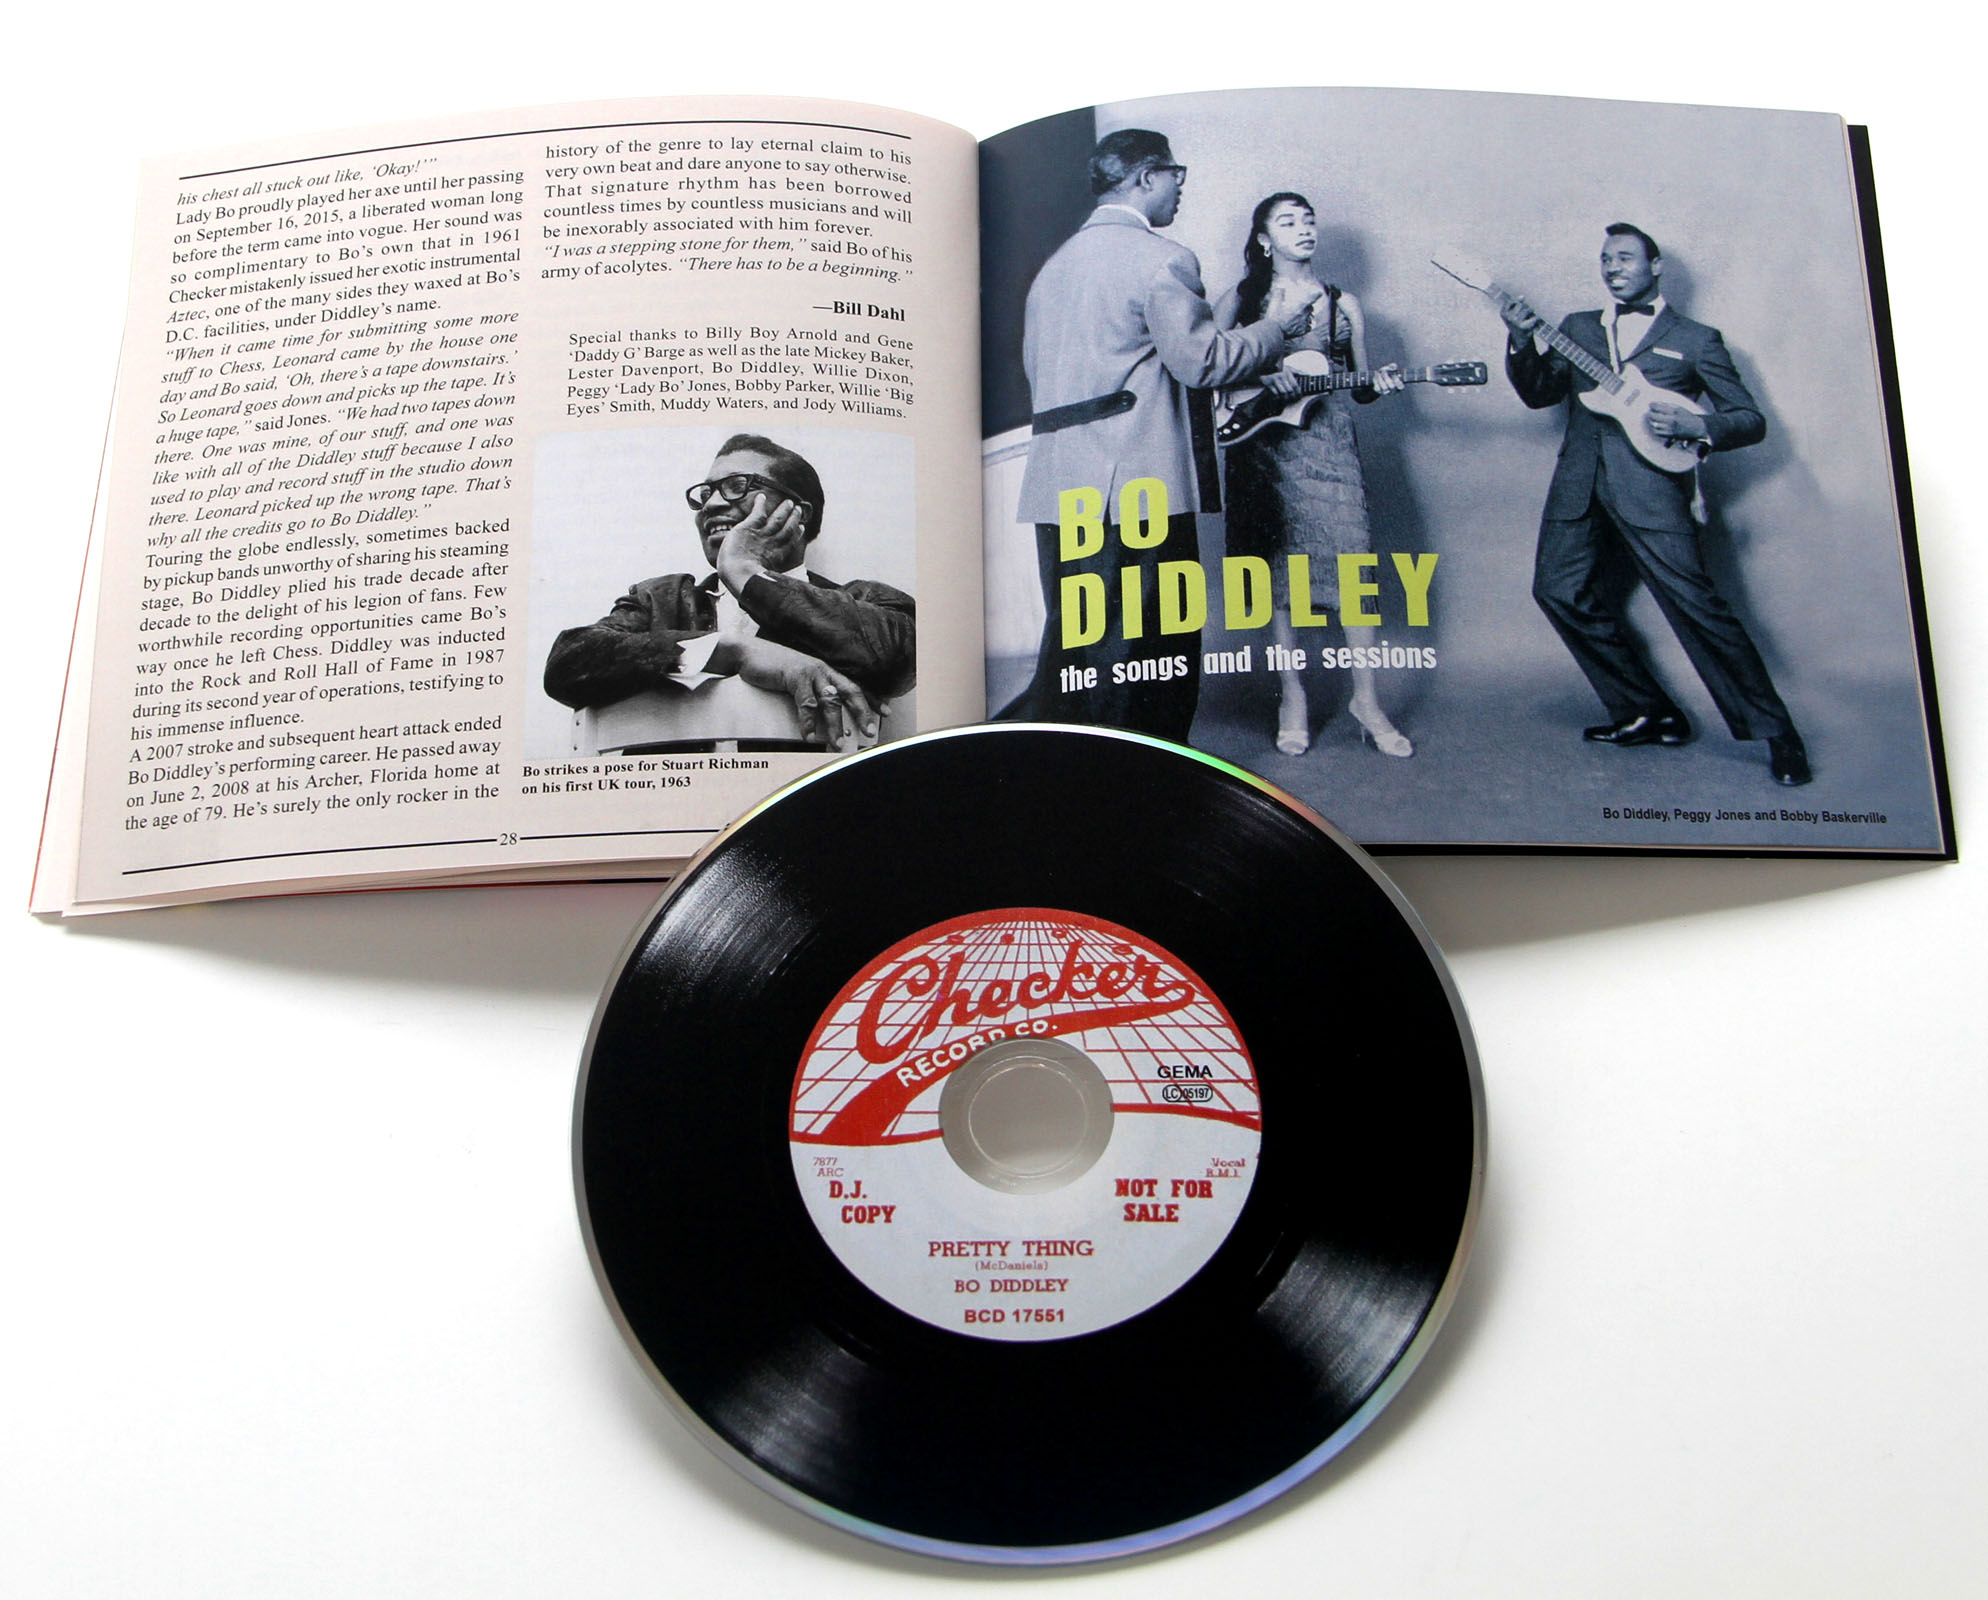 his chest all stuck out like, ‘Okay!’”
Lady Bo proudly played her axe until her passing
on September 16, 2015, a liberated woman long
before the term came into vogue. Her sound was
so complimentary to Bo’s own that in 1961
Checker mistakenly issued her exotic instrumental
Aztec, one of the many sides they waxed at Bo’s
D.C. facilities, under Diddley’s name.
“When it came time for submitting some more
stuff to Chess, Leonard came by the house one
day and Bo said, ‘Oh, there’s a tape downstairs.’
So Leonard goes down and picks up the tape. It’s
a huge tape,” said Jones. “We had two tapes down
there. One was mine, of our stuff, and one was
like with all of the Diddley stuff because I also
used to play and record stuff in the studio down
there. Leonard picked up the wrong tape. That’s
why all the credits go to Bo Diddley.”
Touring the globe endlessly, sometimes backed
by pickup bands unworthy of sharing his steaming
stage, Bo Diddley plied his trade decade after
decade to the delight of his legion of fans. Few
worthwhile recording opportunities came Bo’s
way once he left Chess. Diddley was inducted
into the Rock and Roll Hall of Fame in 1987
during its second year of operations, testifying to
his immense influence.
A 2007 stroke and subsequent heart attack ended
Bo Diddley’s performing career. He passed away
on June 2, 2008 at his Archer, Florida home at
the age of 79. He’s surely the only rocker in the
history of the genre to lay eternal claim to his
very own beat and dare anyone to say otherwise.
That signature rhythm has been borrowed
countless times by countless musicians and will
be inexorably associated with him forever.
“I was a stepping stone for them,” said Bo of his
army of acolytes. “There has to be a beginning.”
—Bill Dahl
Special thanks to Billy Boy Arnold and Gene
‘Daddy G’ Barge as well as the late Mickey Baker,
Lester Davenport, Bo Diddley, Willie Dixon,
Peggy ‘Lady Bo’ Jones, Bobby Parker, Willie ‘Big
Eyes’ Smith, Muddy Waters, and Jody Williams.
Bo strikes a pose for Stuart Richman
on his first UK tour, 1963
28
BO
DIDDLEY
the songs and the sessions
Bo Diddley, Peggy Jones and Bobby Baskerville
Checker
RECORD CO.
GEMA
LC 05197
7877
ARC
Vocal
B.M.I.
D.J.
COPY
NOT FOR
SALE
PRETTY THING
(McDaniels)
BO DIDDLEY
BCD 17551